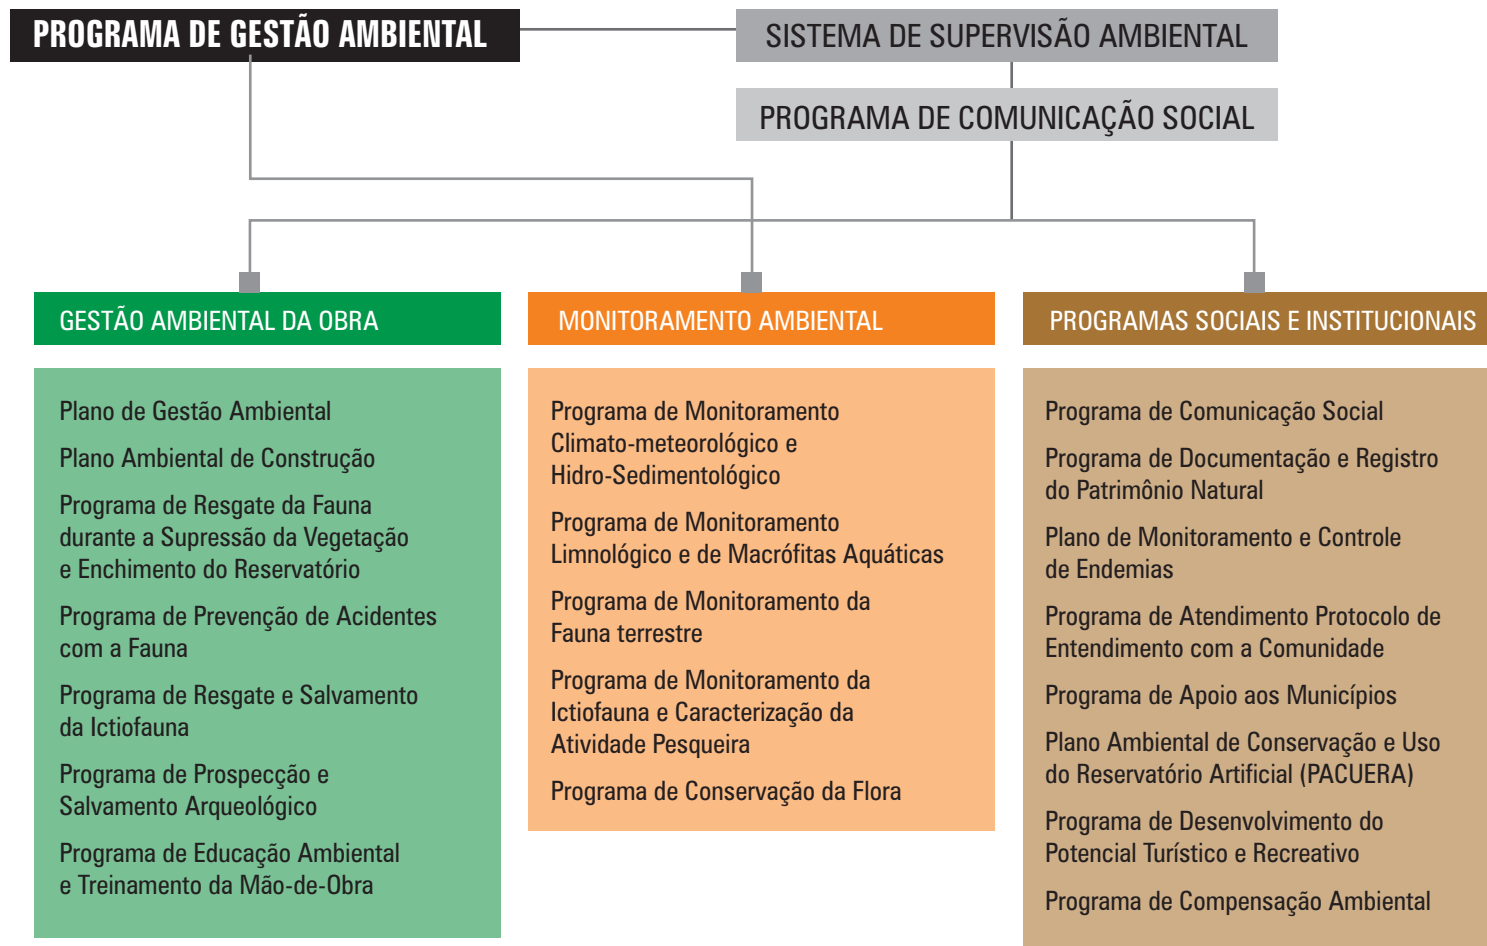 PROGRAMA DE GESTÃO AMBIENTAL
SISTEMA DE SUPERVISÃO AMBIENTAL
PROGRAMA DE COMUNICAÇÃO SOCIAL
GESTÃO AMBIENTAL DA OBRA
Plano de Gestão Ambiental
Plano Ambiental de Construção
Programa de Resgate da Fauna
durante a Supressão da Vegetação
e Enchimento do Reservatório
Programa de Prevenção de Acidentes
com a Fauna
Programa de Resgate e Salvamento
da Ictiofauna
Programa de Prospecção e
Salvamento Arqueológico
Programa de Educação Ambiental
e Treinamento da Mão-de-Obra
MONITORAMENTO AMBIENTAL
Programa de Monitoramento
Climato-meteorológico e
Hidro-Sedimentológico
Programa de Monitoramento
Limnológico e de Macrófitas Aquáticas
Programa de Monitoramento da
Fauna terrestre
Programa de Monitoramento da
Ictiofauna e Caracterização da
Atividade Pesqueira
Programa de Conservação da Flora
PROGRAMAS SOCIAIS E INSTITUCIONAIS
Programa de Comunicação Social
Programa de Documentação e Registro
do Patrimônio Natural
Plano de Monitoramento e Controle
de Endemias
Programa de Atendimento Protocolo de
Entendimento com a Comunidade
Programa de Apoio aos Municípios
Plano Ambiental de Conservação e Uso
do Reservatório Artificial (PACUERA)
Programa de Desenvolvimento do
Potencial Turístico e Recreativo
Programa de Compensação Ambiental